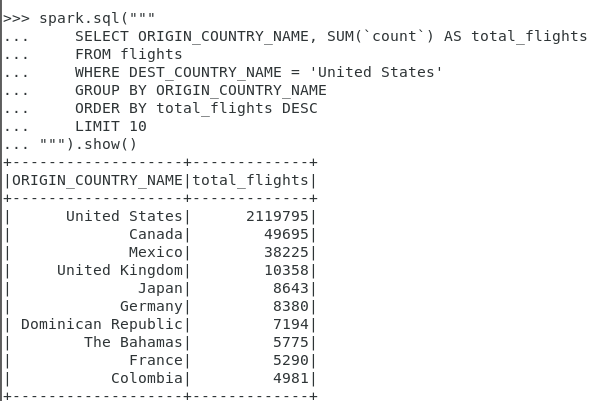 >>> spark.sql("""
...     SELECT ORIGIN_COUNTRY_NAME, SUM(`count`) AS total_flights
...     FROM flights
...     WHERE DEST_COUNTRY_NAME = 'United States'
...     GROUP BY ORIGIN_COUNTRY_NAME
...     ORDER BY total_flights DESC
...     LIMIT 10
... """).show()
+-------------------+-------------+
|ORIGIN_COUNTRY_NAME|total_flights|
+-------------------+-------------+
|      United States|      2119795|
|             Canada|        49695|
|             Mexico|        38225|
|     United Kingdom|        10358|
|              Japan|         8643|
|            Germany|         8380|
| Dominican Republic|         7194|
|        The Bahamas|         5775|
|             France|         5290|
|           Colombia|         4981|
+-------------------+-------------+